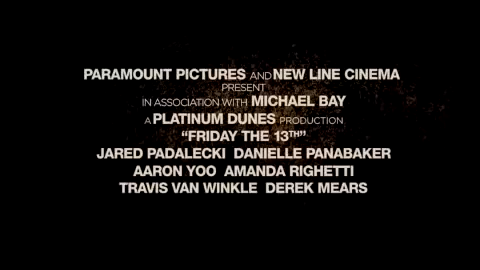 PARAMOUNT PICTURES AND NEW LINE CINEMA
PRESENT
IN ASSOCIATION WITH MICHAEL BAY
A PLATINUM DUNES PRODUCTION
“FRIDAY THE 13TH”
JARED PADALECKI DANIELLE PANABAKER
AARON YOO AMANDA RIGHETTI
TRAVIS VAN WINKLE DEREK MEARS